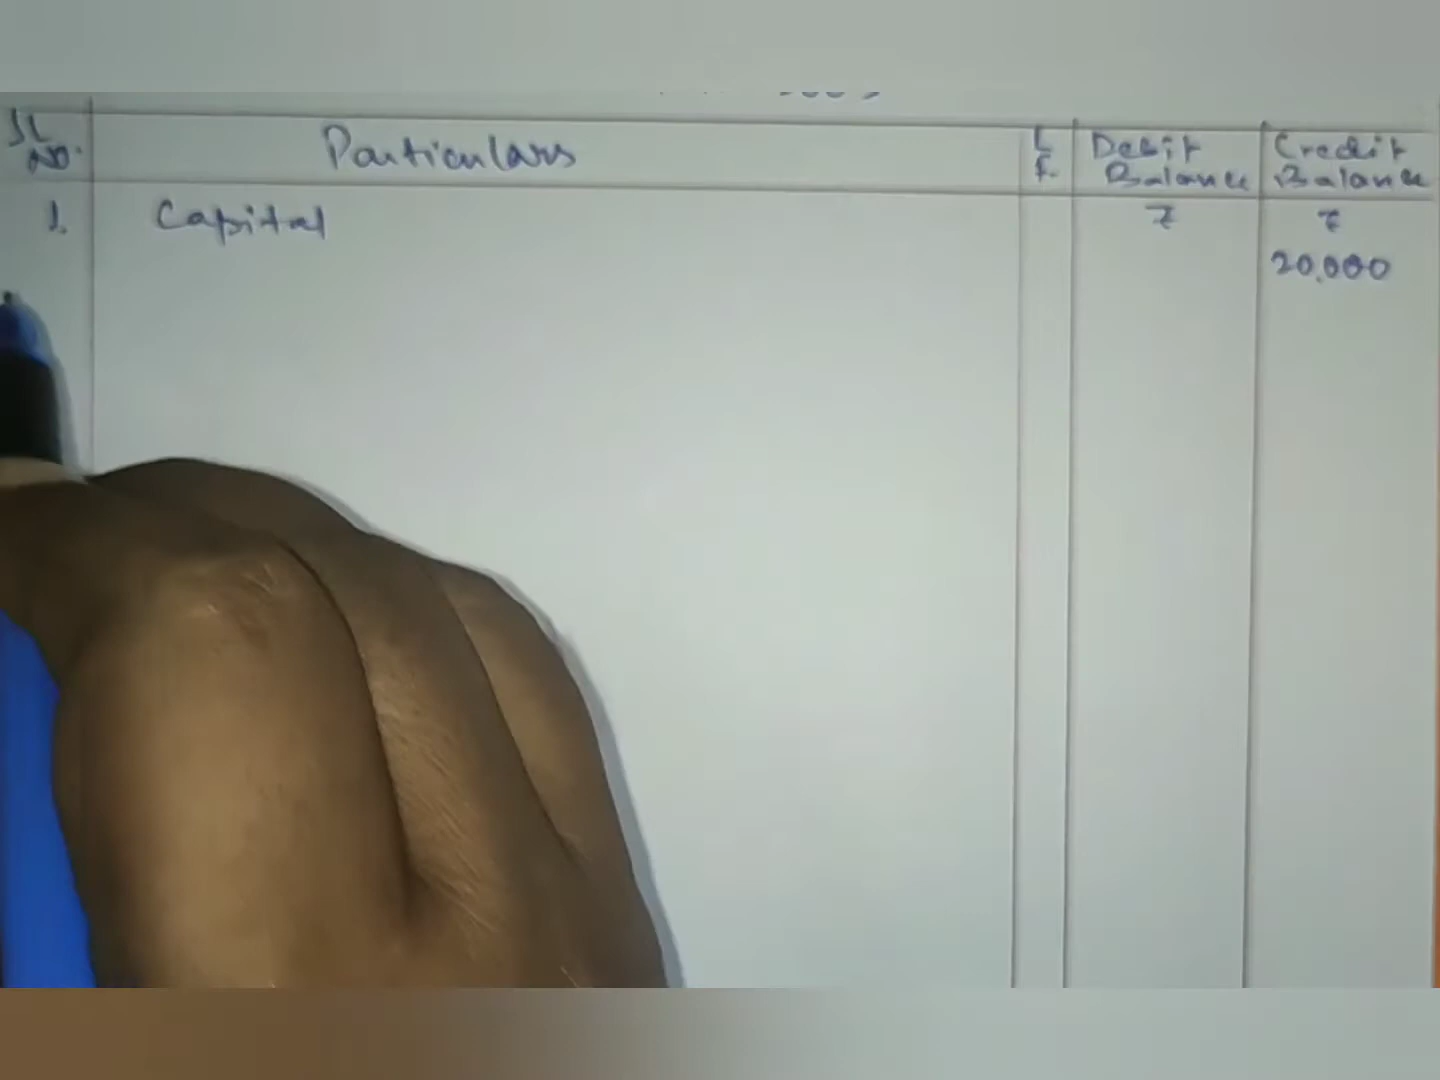 Sl No.	Particulars	L F.	Debit Balance	Credit Balance
1.	Capital	₹	₹
20,000